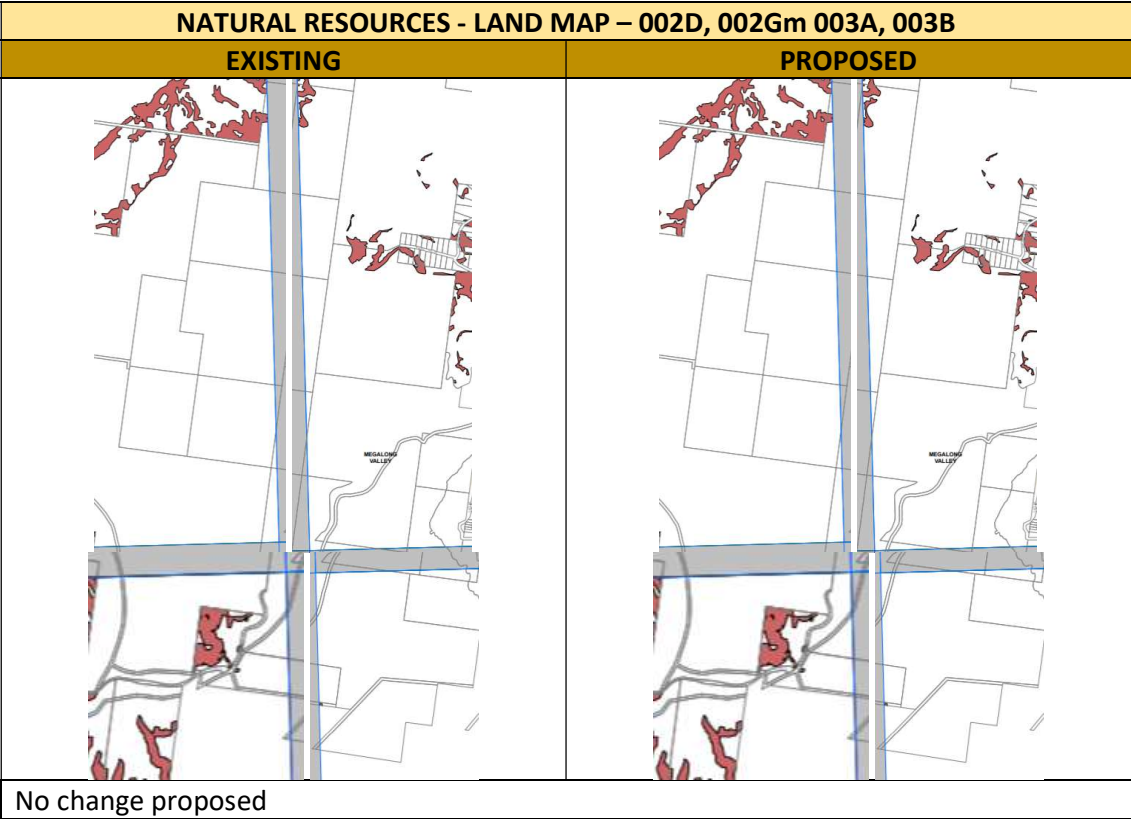 NATURAL RESOURCES - LAND MAP – 002D, 002Gm 003A, 003B
EXISTING
PROPOSED
MEGALONG
VALLEY
MEGALONG
VALLEY
No change proposed